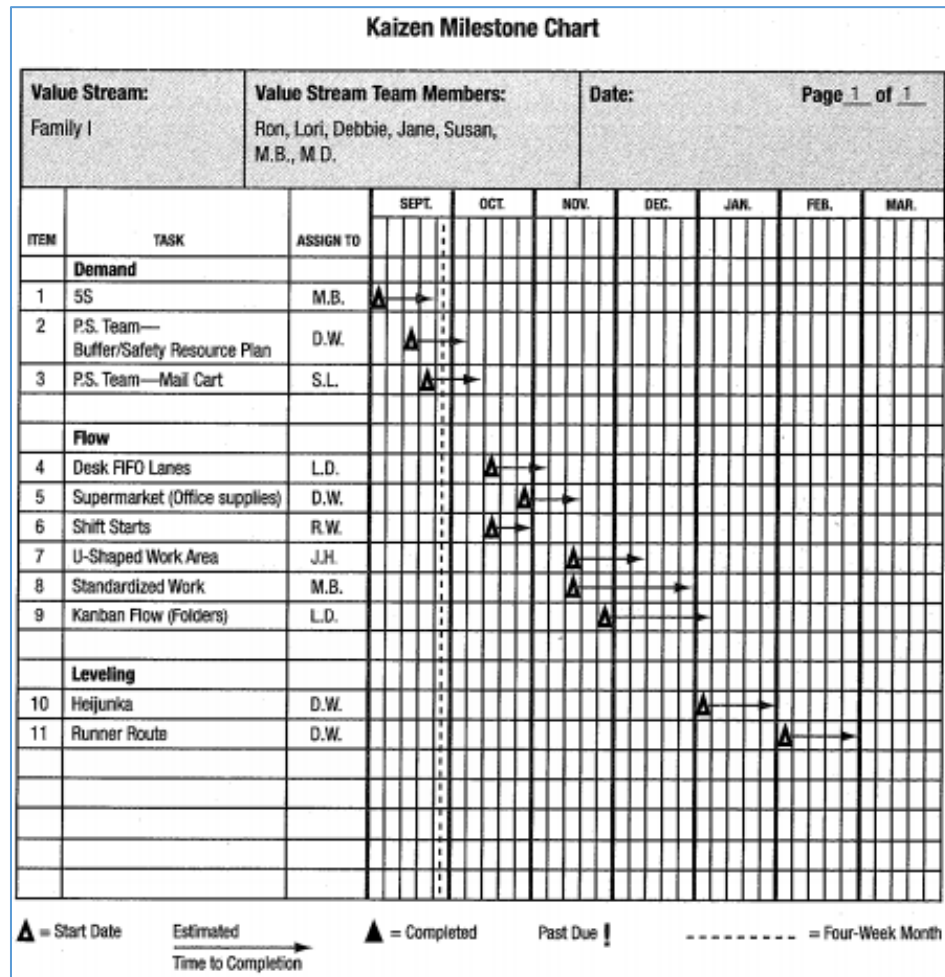 Kaizen Milestone Chart
Value Stream:
Family I
Value Stream Team Members:
Ron, Lori, Debbie, Jane, Susan,
M.B., M.D.
Date:
Page 1 of 1
ITEM TASK ASSIGN TO SEPT. OCT. NOV. DEC. JAN. FEB. MAR.
Demand
1 5S M.B.
2 P.S. Team—
Buffer/Safety Resource Plan D.W.
3 P.S. Team—Mail Cart S.L.
Flow
4 Desk FIFO Lanes L.D.
5 Supermarket (Office supplies) D.W.
6 Shift Starts R.W.
7 U-Shaped Work Area J.H.
8 Standardized Work M.B.
9 Kanban Flow (Folders) L.D.
Leveling
10 Heijunka D.W.
11 Runner Route D.W.
= Start Date Estimated
Time to Completion
= Completed Past Due ! = Four-Week Month